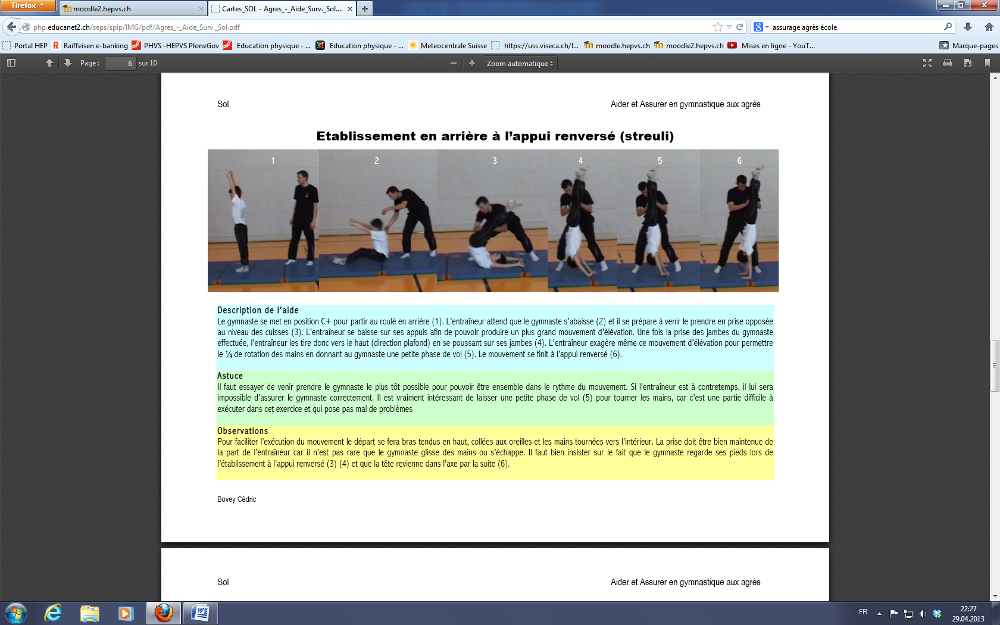 Firefox
moodle2.hepvs.ch
Cartes_SOL - Agres_-_Aide_Surv._Sol....
php.educanet2.ch/seps/spip/IMG/pdf/Agres_-_Aide_Surv._Sol.pdf
assurage agrès école
Portal HEP
Raiffeisen e-banking
PHVS -HEPVS PloneGov
Education physique - ...
Education physique - ...
Meteocentrale Suisse
https://uss.viseca.ch/l...
moodle.hepvs.ch
moodle2.hepvs.ch
Mises en ligne - YouT...
Marque-pages
Page : 6 sur 10
Zoom automatique
Sol
Aider et Assurer en gymnastique aux agrès
Etablissement en arrière à l'appui renversé (streuli)
1 2 3 4 5 6
Description de l'aide
Le gymnaste se met en position C+ pour partir au roulé en arrière (1). L'entraîneur attend que le gymnaste s'abaisse (2) et il se prépare à venir le prendre en prise opposée
au niveau des cuisses (3). L'entraîneur se baisse sur ses appuis afin de pouvoir produire un plus grand mouvement d'élévation. Une fois la prise des jambes du gymnaste
effectuée, l'entraîneur les tire donc vers le haut (direction plafond) en se poussant sur ses jambes (4). L'entraîneur exagère même ce mouvement d'élévation pour permettre
le ¼ de rotation des mains en donnant au gymnaste une petite phase de vol (5). Le mouvement se finit à l'appui renversé (6).
Astuce
Il faut essayer de venir prendre le gymnaste le plus tôt possible pour pouvoir être ensemble dans le rythme du mouvement. Si l'entraîneur est à contretemps, il lui sera
impossible d'assurer le gymnaste correctement. Il est vraiment intéressant de laisser une petite phase de vol (5) pour tourner les mains, car c'est une partie difficile à
exécuter dans cet exercice et qui pose pas mal de problèmes
Observations
Pour faciliter l'exécution du mouvement le départ se fera bras tendus en haut, collées aux oreilles et les mains tournées vers l'intérieur. La prise doit être bien maintenue de
la part de l'entraîneur car il n'est pas rare que le gymnaste glisse des mains ou s'échappe. Il faut bien insister sur le fait que le gymnaste regarde ses pieds lors de
l'établissement à l'appui renversé (3) (4) et que la tête revienne dans l'axe par la suite (6).
Bovey Cédric
Sol
Aider et Assurer en gymnastique aux agrès
FR
22:27
29.04.2013